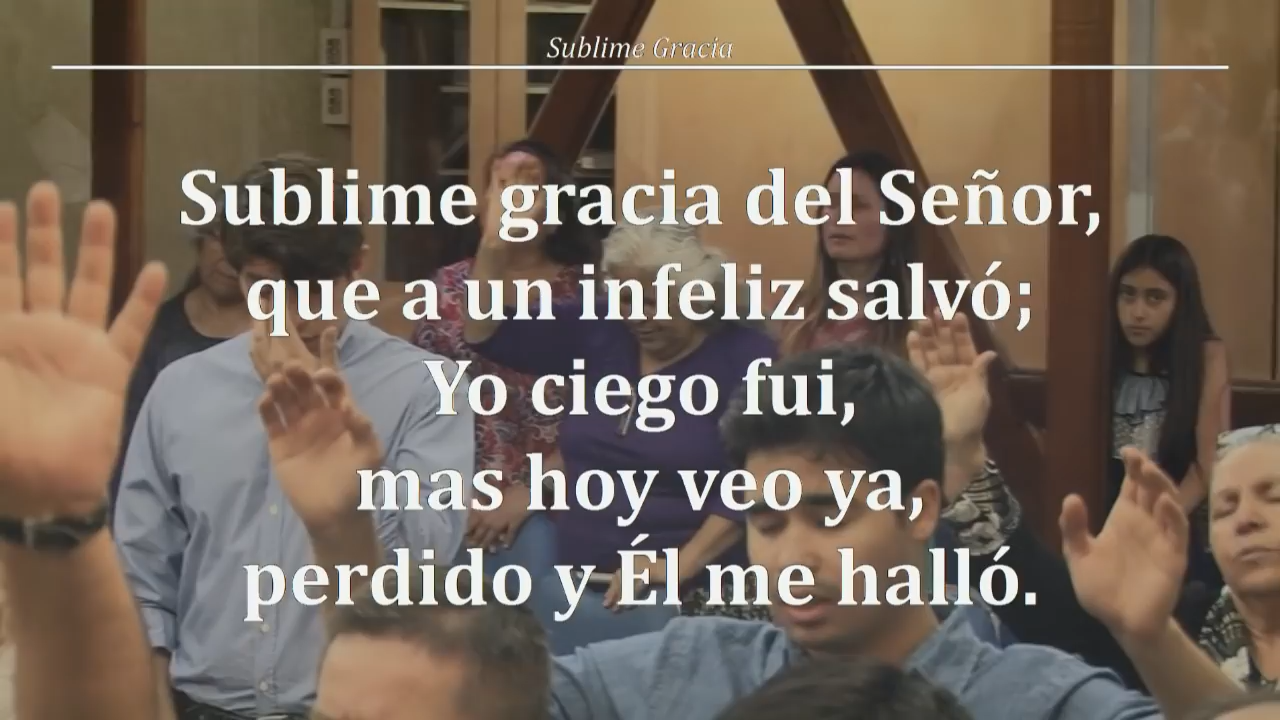 Sublime Gracia
Sublime gracia del Señor,
que a un infeliz salvó;
Yo ciego fui,
mas hoy veo ya,
perdido y Él me halló.